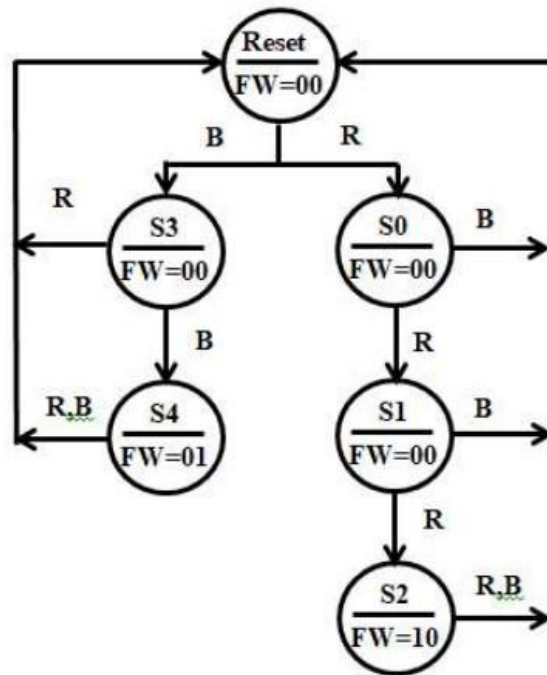 Reset
FW=00
B R
R
S3
FW=00
S0
FW=00
B
B
R
R,B
S4
FW=01
S1
FW=00
B
R
S2
FW=10
R,B